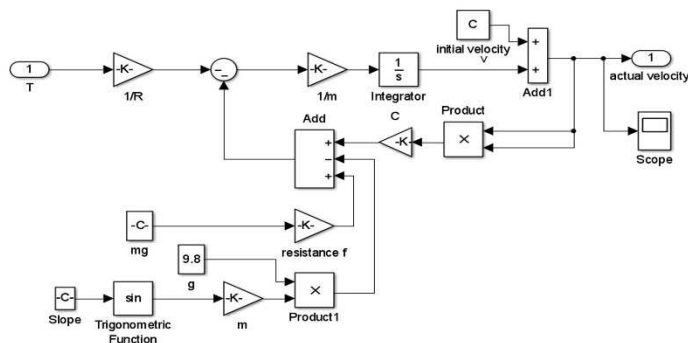 C
+
1
s
initial velocity
v
+
1
T
-K-
1/R
-K-
1/m
Integrator
Add1
1
actual velocity
Add
C
Product
+
-K
×
Scope
+
-C-
mg
-K-
resistance f
9.8
g
-C-
Slope
sin
Trigonometric
Function
-K-
m
×
Product1